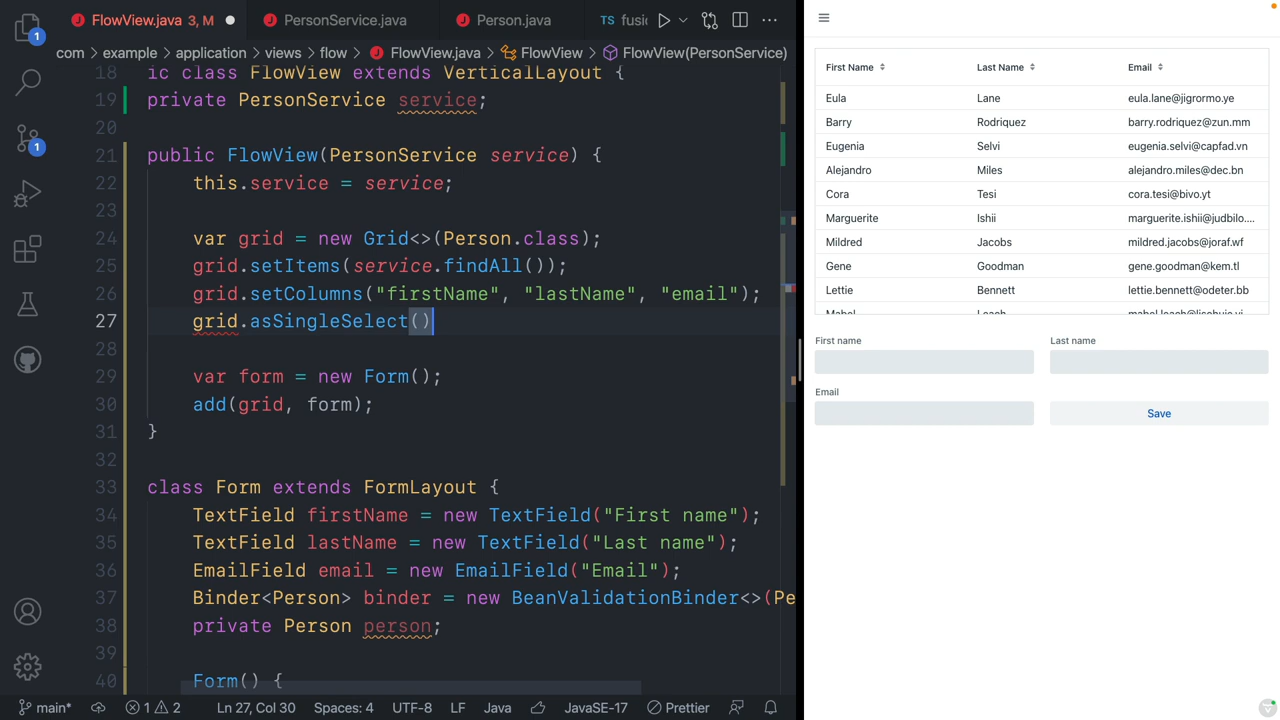 FlowView.java 3, M
PersonService.java
Person.java
TS fusi
com > example > application > views > flow > FlowView.java > FlowView > FlowView(PersonService)
18 ic class FlowView extends VerticalLayout {
19 private PersonService service;
20
21 public FlowView(PersonService service) {
22 this.service = service;
23
24 var grid = new Grid<>(Person.class);
25 grid.setItems(service.findAll());
26 grid.setColumns("firstName", "lastName", "email");
27 grid.asSingleSelect()
28
29 var form = new Form();
30 add(grid, form);
31 }
32
33 class Form extends FormLayout {
34 TextField firstName = new TextField("First name");
35 TextField lastName = new TextField("Last name");
36 EmailField email = new EmailField("Email");
37 Binder<Person> binder = new BeanValidationBinder<>(Pe
38 private Person person;
39
40 Form() {
1
1
main* 1 2 Ln 27, Col 30 Spaces: 4 UTF-8 LF Java JavaSE-17 Prettier
First Name Last Name Email
Eula Lane eula.lane@jigrormo.ye
Barry Rodriquez barry.rodriquez@zun.mm
Eugenia Selvi eugenia.selvi@capfad.vn
Alejandro Miles alejandro.miles@dec.bn
Cora Tesi cora.tesi@bivo.yt
Marguerite Ishii marguerite.ishii@judbilo....
Mildred Jacobs mildred.jacobs@joraf.wf
Gene Goodman gene.goodman@kem.tl
Lettie Bennett lettie.bennett@odeter.bb
Mabel Leach
First name Last name
Email
Save